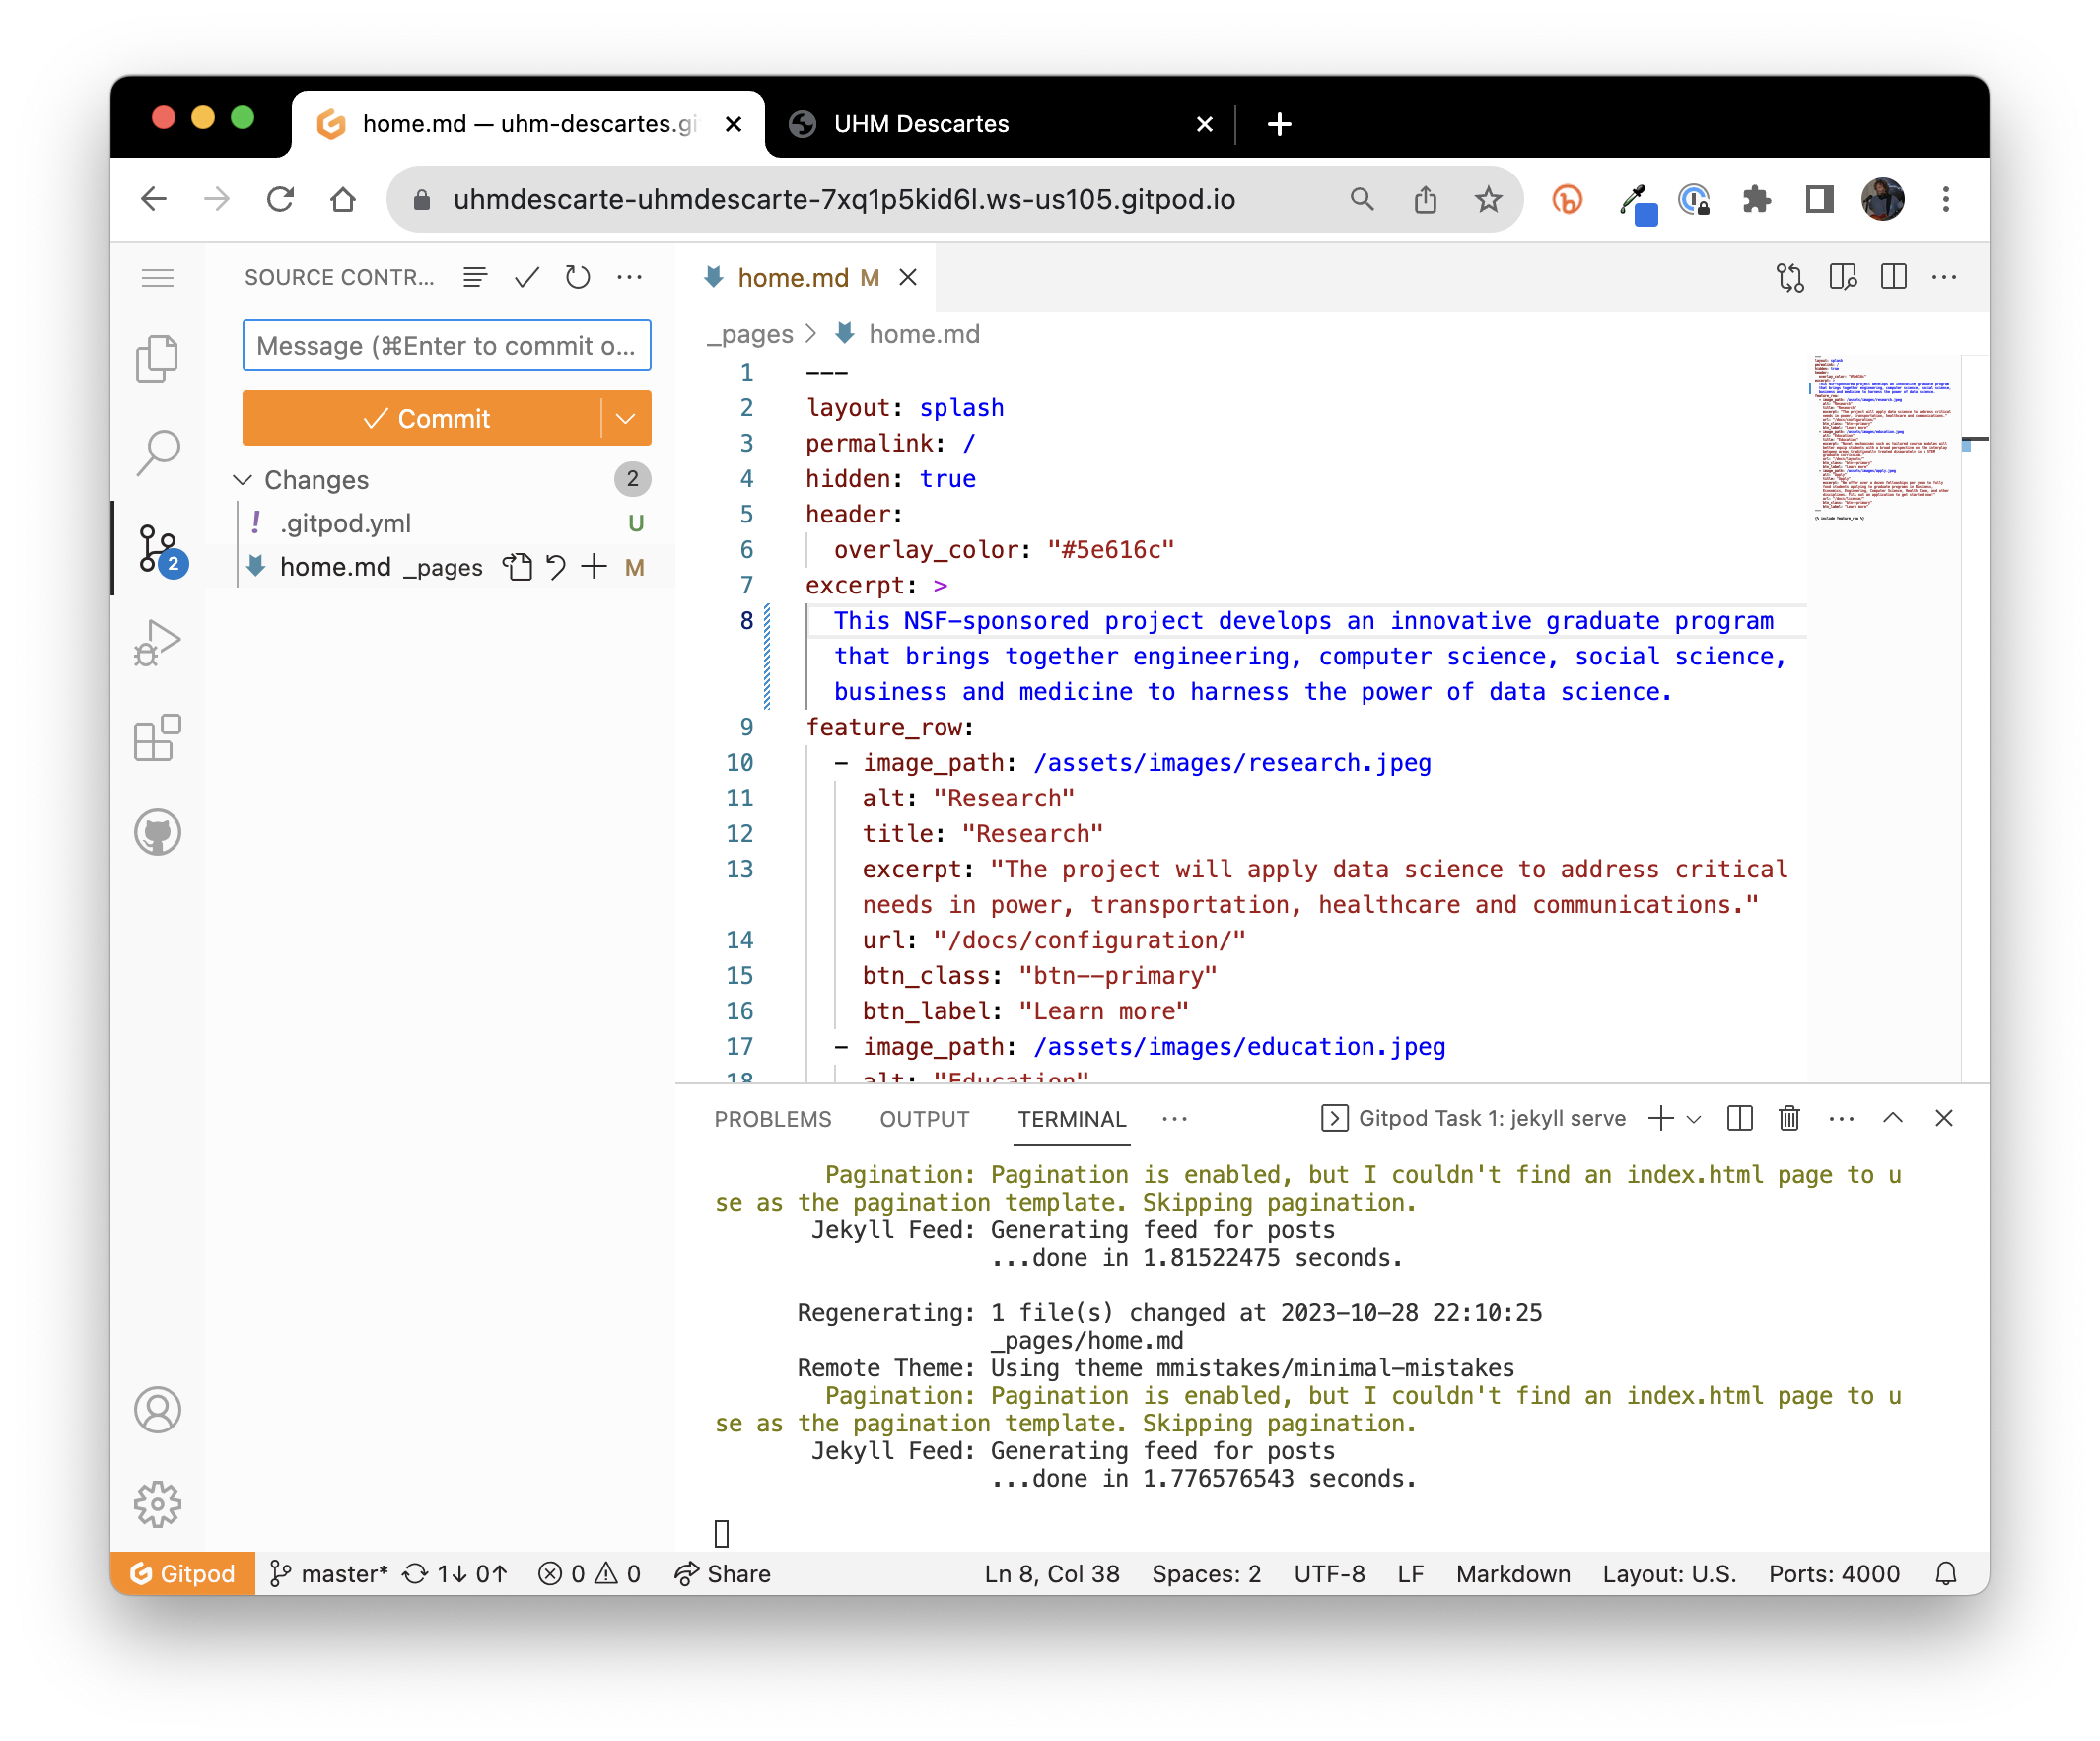 home.md — uhm-descartes.gi
UHM Descartes
uhmdescarte-uhmdescarte-7xq1p5kid6l.ws-us105.gitpod.io
SOURCE CONTR...
Message (⌘Enter to commit o...
Commit
Changes 2
! .gitpod.yml U
home.md _pages M
2
home.md M
_pages > home.md
1 ---
2 layout: splash
3 permalink: /
4 hidden: true
5 header:
6 overlay_color: "#5e616c"
7 excerpt: >
8 This NSF-sponsored project develops an innovative graduate program
that brings together engineering, computer science, social science,
business and medicine to harness the power of data science.
9 feature_row:
10 - image_path: /assets/images/research.jpeg
11 alt: "Research"
12 title: "Research"
13 excerpt: "The project will apply data science to address critical
needs in power, transportation, healthcare and communications."
14 url: "/docs/configuration/"
15 btn_class: "btn--primary"
16 btn_label: "Learn more"
17 - image_path: /assets/images/education.jpeg
18 alt: "Education"
PROBLEMS OUTPUT TERMINAL ...
Gitpod Task 1: jekyll serve
Pagination: Pagination is enabled, but I couldn't find an index.html page to u
se as the pagination template. Skipping pagination.
Jekyll Feed: Generating feed for posts
...done in 1.81522475 seconds.
Regenerating: 1 file(s) changed at 2023-10-28 22:10:25
_pages/home.md
Remote Theme: Using theme mmistakes/minimal-mistakes
Pagination: Pagination is enabled, but I couldn't find an index.html page to u
se as the pagination template. Skipping pagination.
Jekyll Feed: Generating feed for posts
...done in 1.776576543 seconds.
Gitpod master* 1↓ 0↑ 0 0 Share Ln 8, Col 38 Spaces: 2 UTF-8 LF Markdown Layout: U.S. Ports: 4000